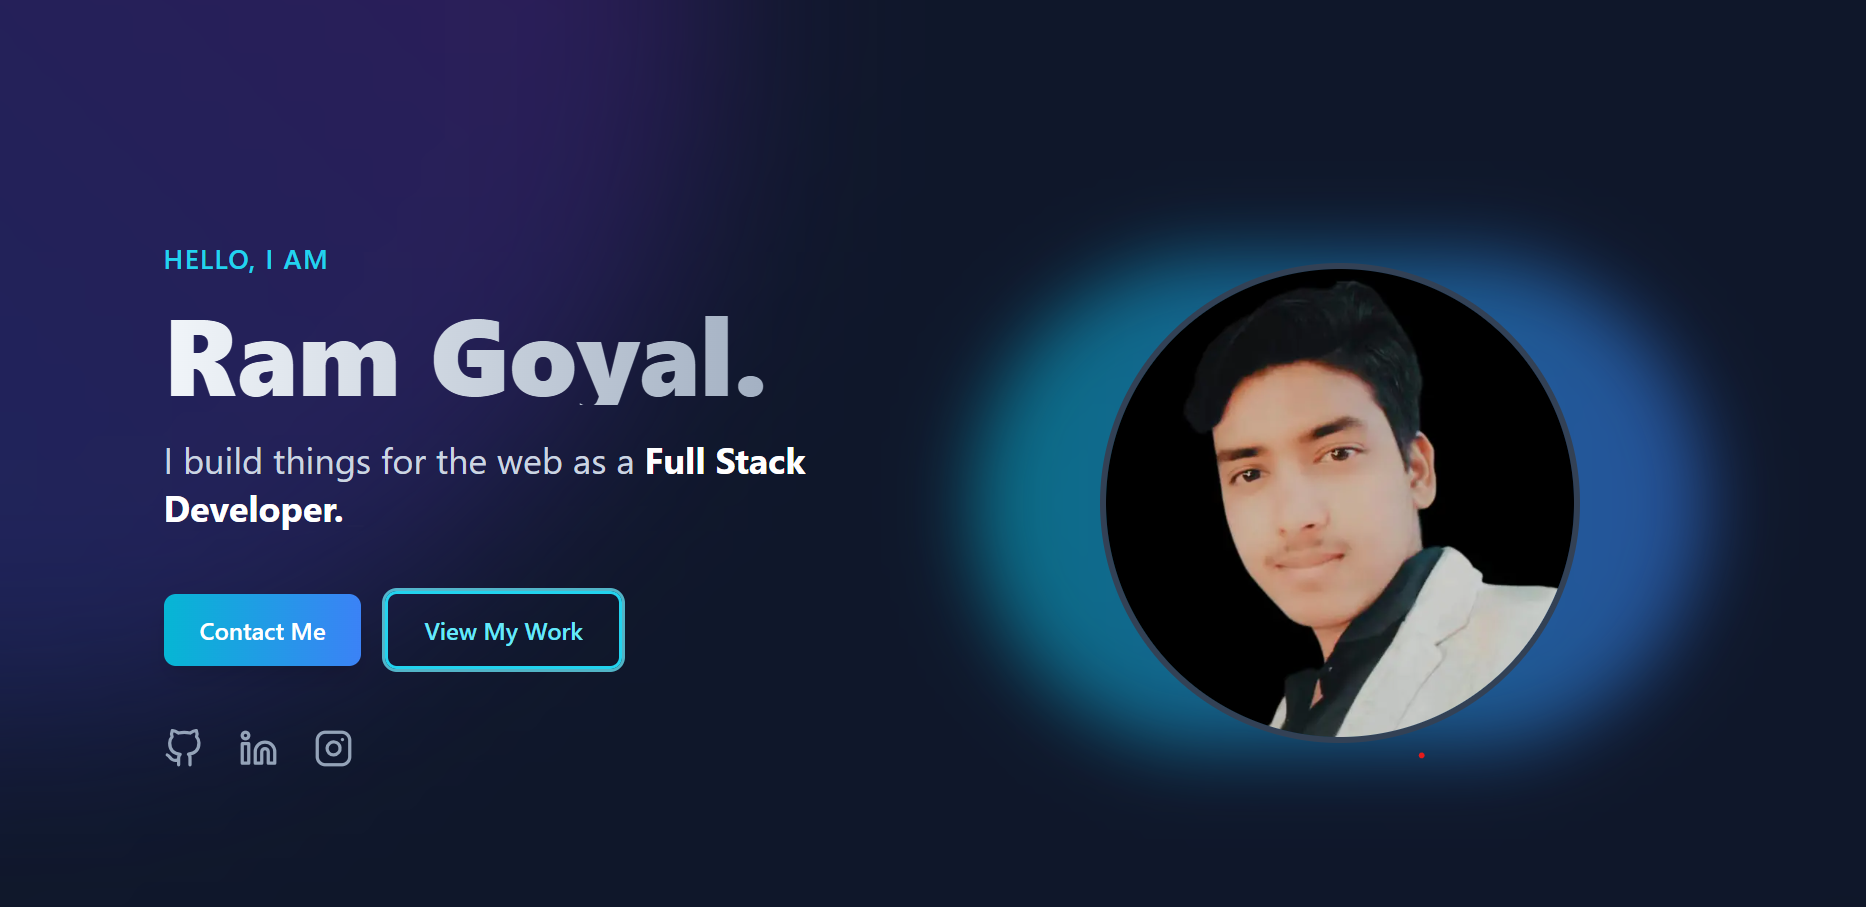 HELLO, I AM
Ram Goyal.
I build things for the web as a Full Stack
Developer.
Contact Me
View My Work